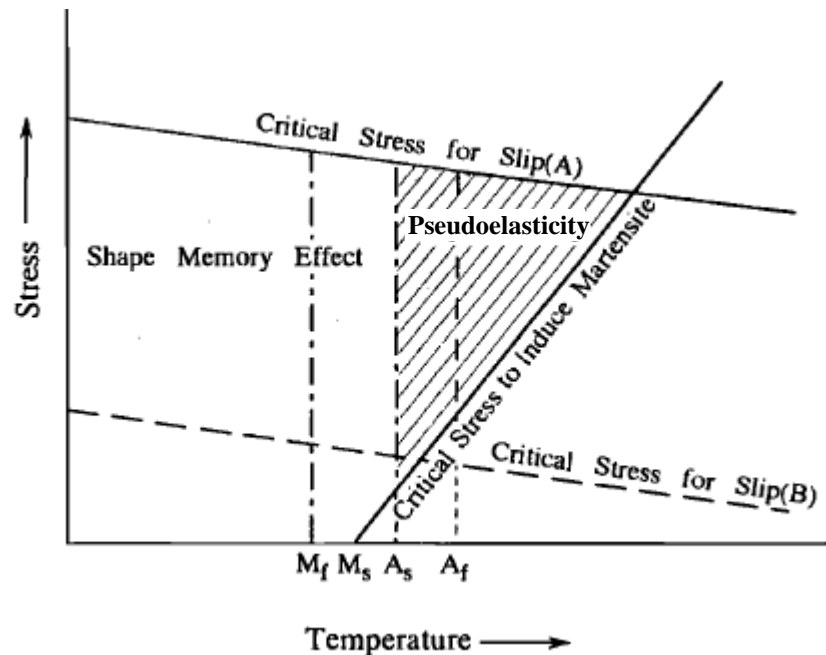 Critical Stress for Slip(A)
Pseudoelasticity
Shape Memory Effect
Stress
Critical Stress to Induce Martensite
Critical Stress for Slip(B)
Mf Ms As Af
Temperature